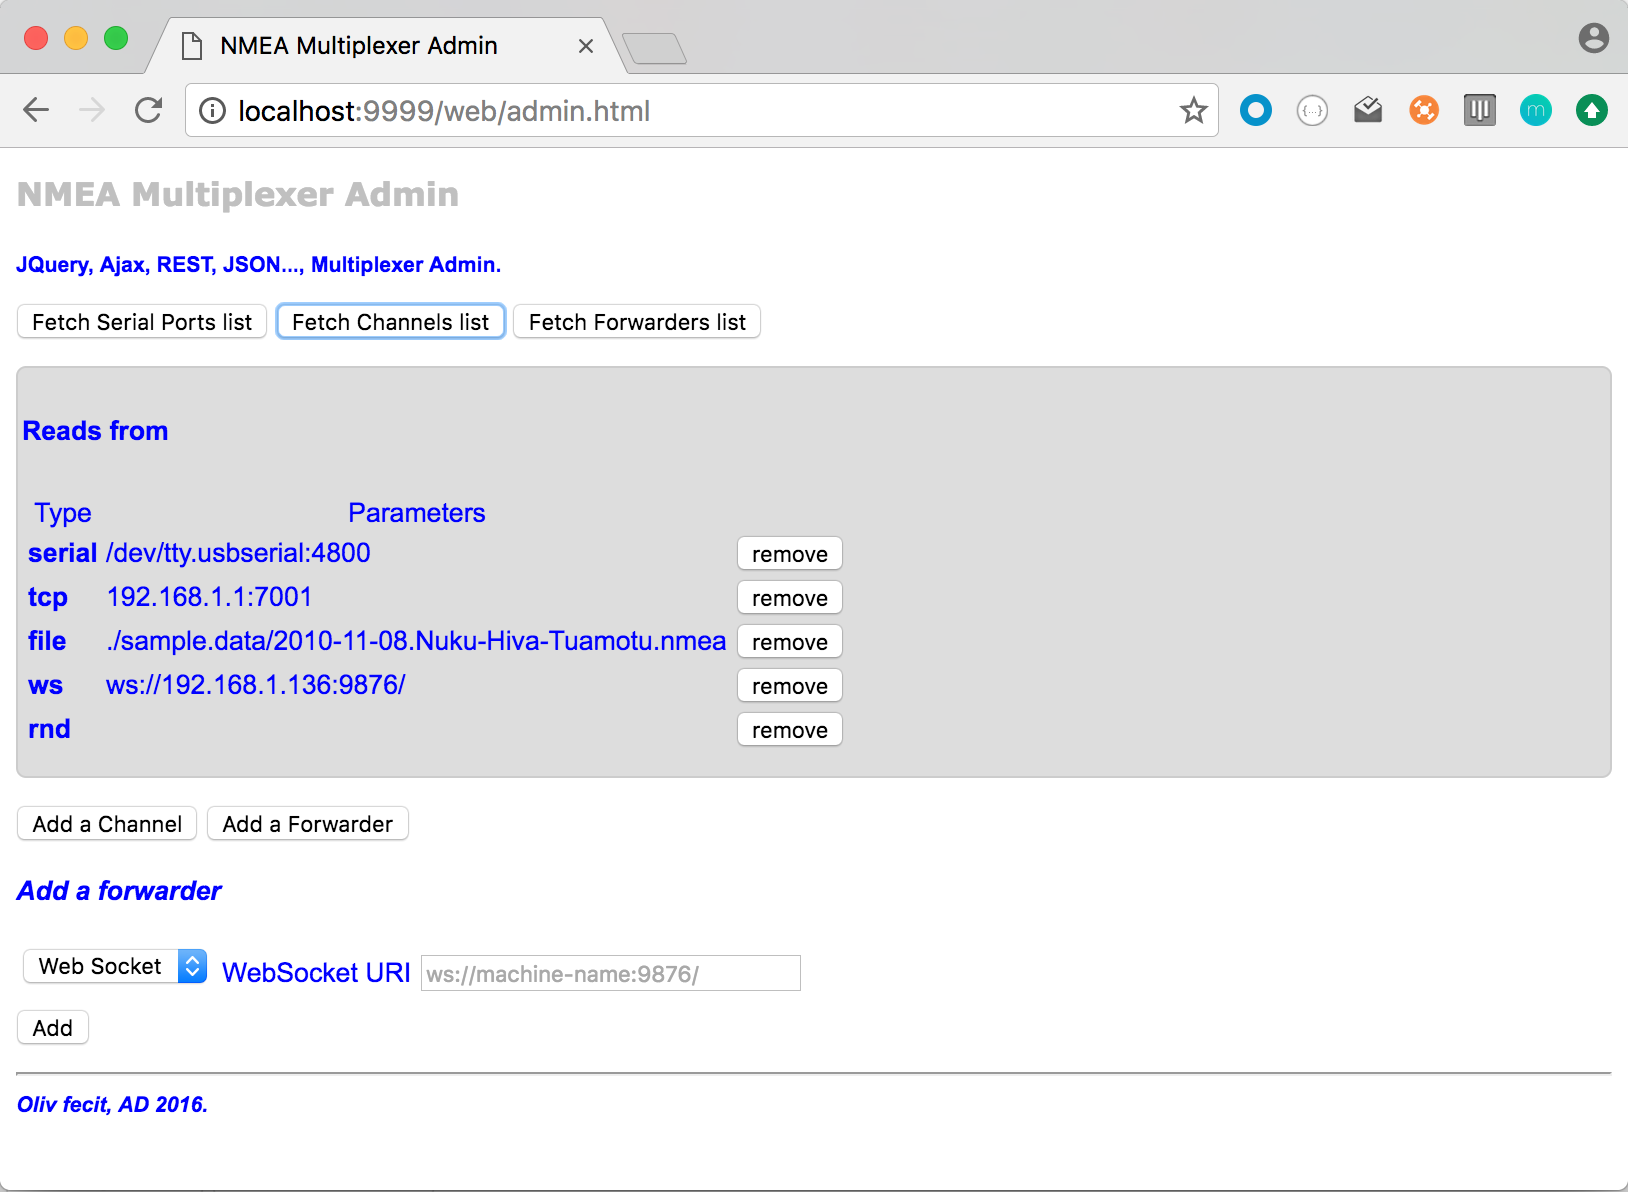 NMEA Multiplexer Admin
localhost:9999/web/admin.html
{...}
m
NMEA Multiplexer Admin
JQuery, Ajax, REST, JSON..., Multiplexer Admin.
Fetch Serial Ports list Fetch Channels list Fetch Forwarders list
Reads from
Type Parameters
serial /dev/tty.usbserial:4800 remove
tcp 192.168.1.1:7001 remove
file ./sample.data/2010-11-08.Nuku-Hiva-Tuamotu.nmea remove
ws ws://192.168.1.136:9876/ remove
rnd remove
Add a Channel Add a Forwarder
Add a forwarder
Web Socket WebSocket URI ws://machine-name:9876/
Add
Oliv fecit, AD 2016.